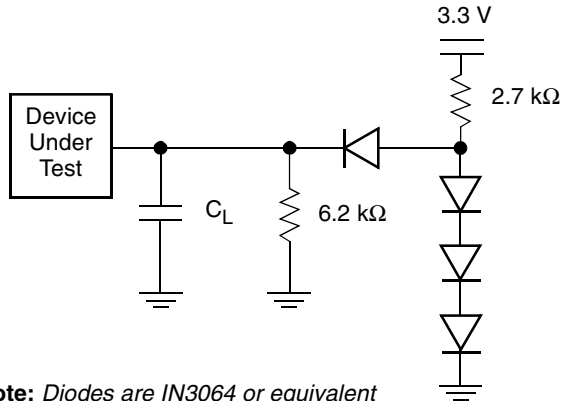 3.3 V
2.7 kΩ
Device
Under
Test
C_L
6.2 kΩ
ote: Diodes are IN3064 or equivalent